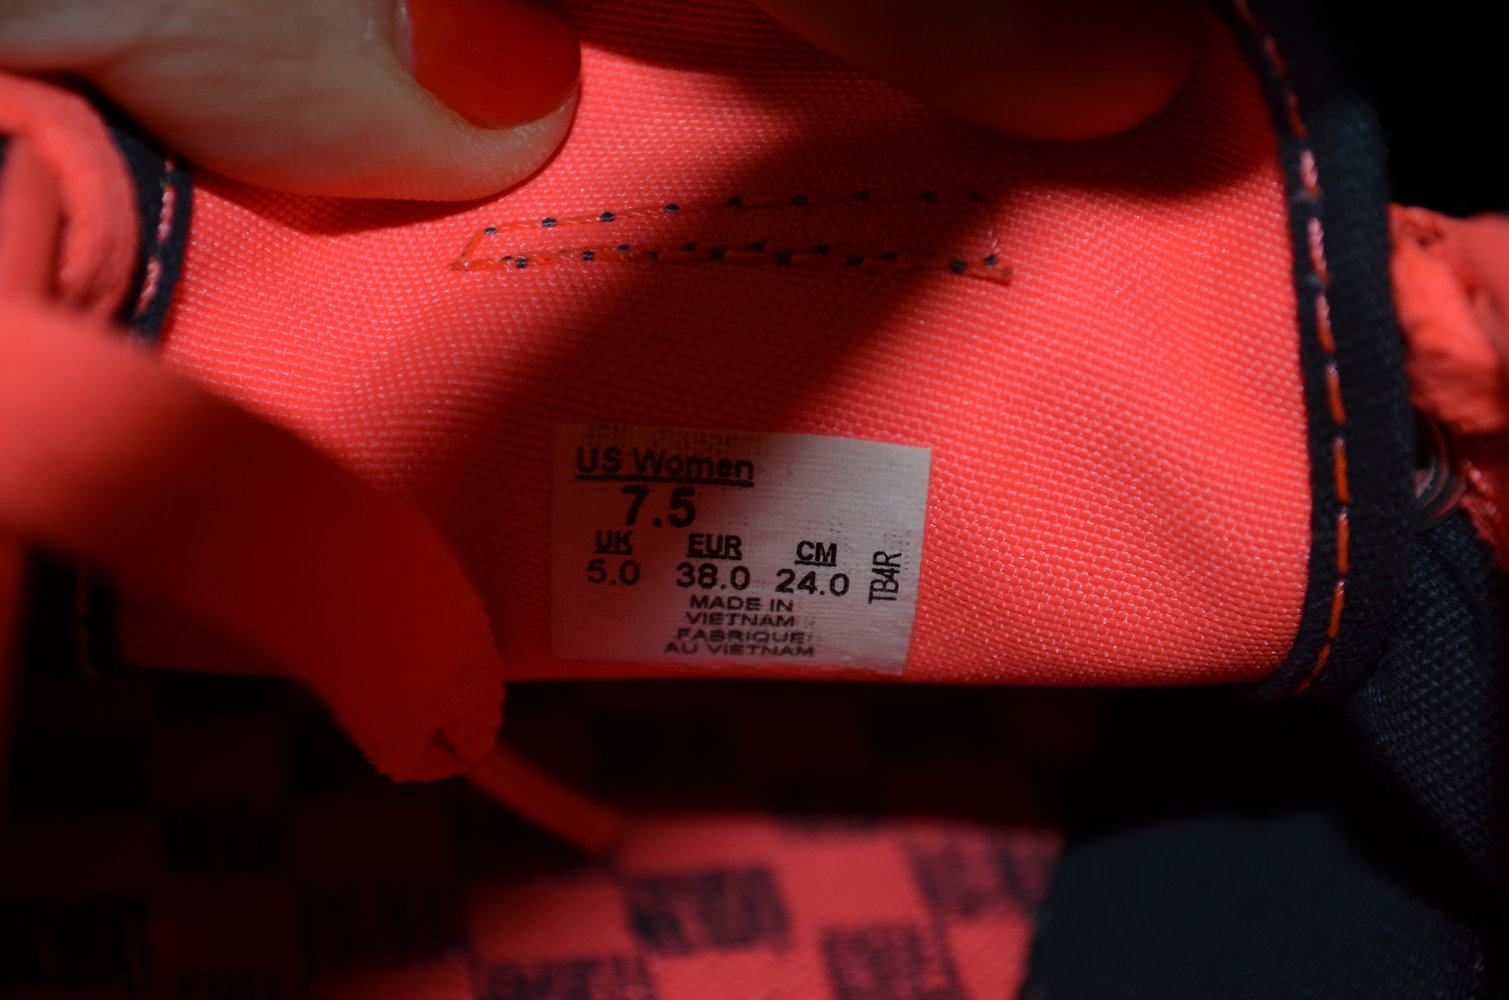 US Women
7.5
UK EUR CM
5.0 38.0 24.0
TB4R
MADE IN
VIETNAM
FABRIQUE
AU VIETNAM